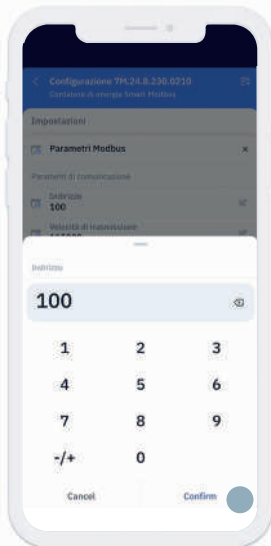 Configurazione 7M.24.8.230.0210
Contatore di energia Smart Modbus
Impostazioni
Parametri Modbus
Parametri di comunicazione
Indirizzo
100
Velocità di trasmissione
Indirizzo
100
1 2 3
4 5 6
7 8 9
-/+ 0
Cancel Confirm